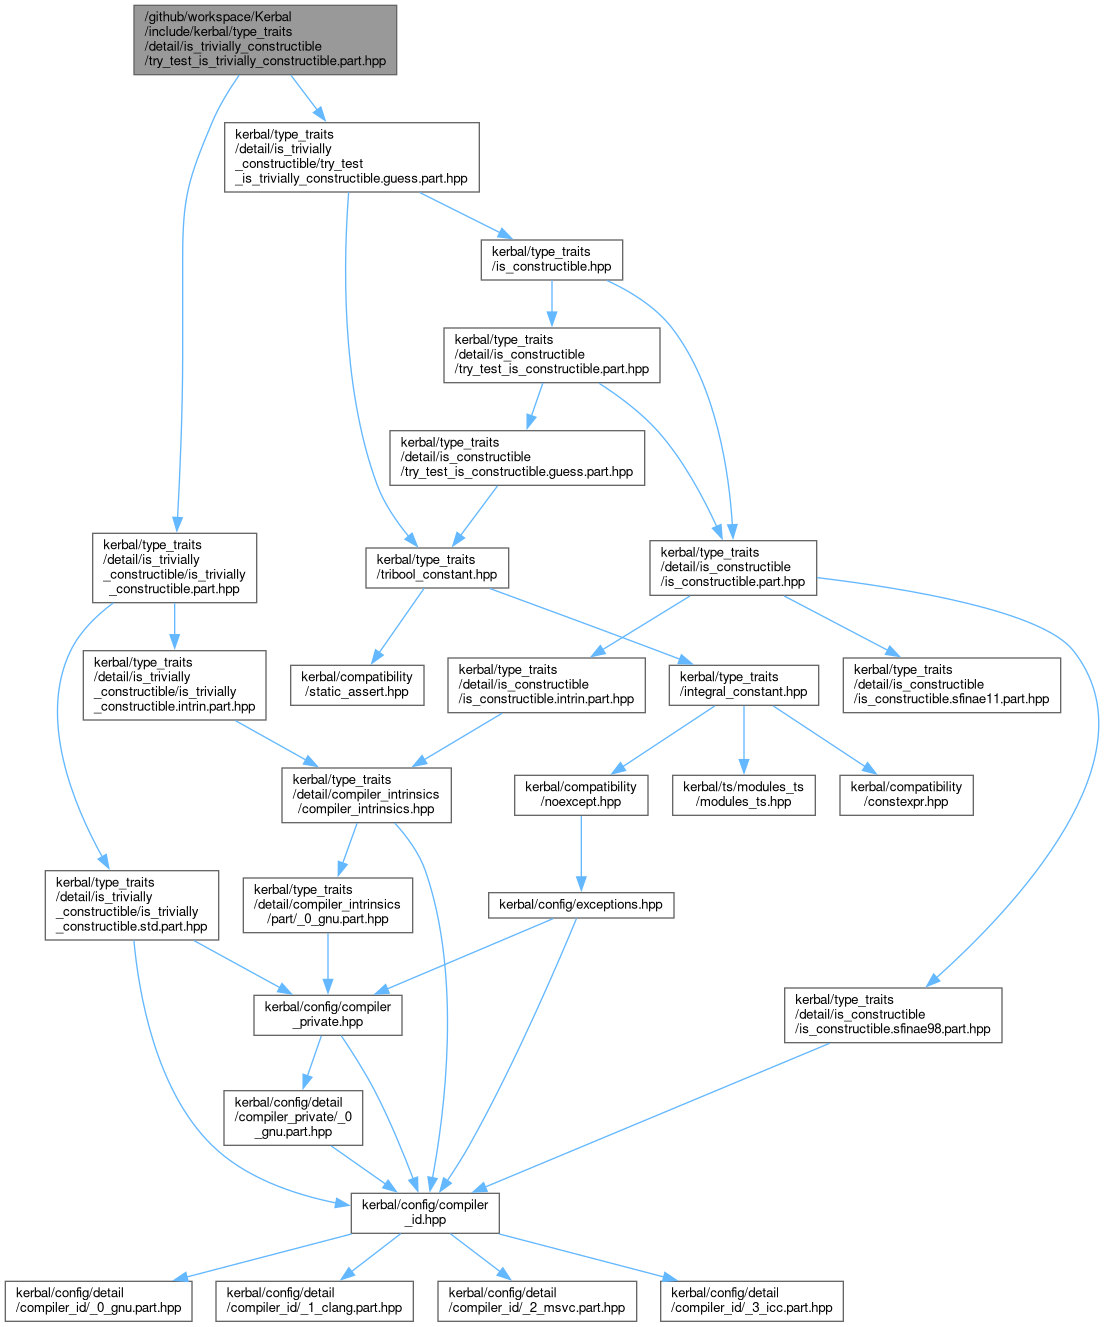 /github/workspace/Kerbal
/include/kerbal/type_traits
/detail/is_trivially_constructible
/try_test_is_trivially_constructible.part.hpp
kerbal/type_traits
/detail/is_trivially
_constructible/try_test
_is_trivially_constructible.guess.part.hpp
kerbal/type_traits
/is_constructible.hpp
kerbal/type_traits
/detail/is_constructible
/try_test_is_constructible.part.hpp
kerbal/type_traits
/detail/is_constructible
/try_test_is_constructible.guess.part.hpp
kerbal/type_traits
/detail/is_trivially
_constructible/is_trivially
_constructible.part.hpp
kerbal/type_traits
/tribool_constant.hpp
kerbal/type_traits
/detail/is_constructible
/is_constructible.part.hpp
kerbal/type_traits
/detail/is_trivially
_constructible/is_trivially
_constructible.intrin.part.hpp
kerbal/compatibility
/static_assert.hpp
kerbal/type_traits
/detail/is_constructible
/is_constructible.intrin.part.hpp
kerbal/type_traits
/integral_constant.hpp
kerbal/type_traits
/detail/is_constructible
/is_constructible.sfinae11.part.hpp
kerbal/type_traits
/detail/compiler_intrinsics
/compiler_intrinsics.hpp
kerbal/compatibility
/noexcept.hpp
kerbal/ts/modules_ts
/modules_ts.hpp
kerbal/compatibility
/constexpr.hpp
kerbal/type_traits
/detail/is_trivially
_constructible/is_trivially
_constructible.std.part.hpp
kerbal/type_traits
/detail/compiler_intrinsics
/part/_0_gnu.part.hpp
kerbal/config/exceptions.hpp
kerbal/config/compiler
_private.hpp
kerbal/type_traits
/detail/is_constructible
/is_constructible.sfinae98.part.hpp
kerbal/config/detail
/compiler_private/_0
_gnu.part.hpp
kerbal/config/compiler
_id.hpp
kerbal/config/detail
/compiler_id/_0_gnu.part.hpp
kerbal/config/detail
/compiler_id/_1_clang.part.hpp
kerbal/config/detail
/compiler_id/_2_msvc.part.hpp
kerbal/config/detail
/compiler_id/_3_icc.part.hpp